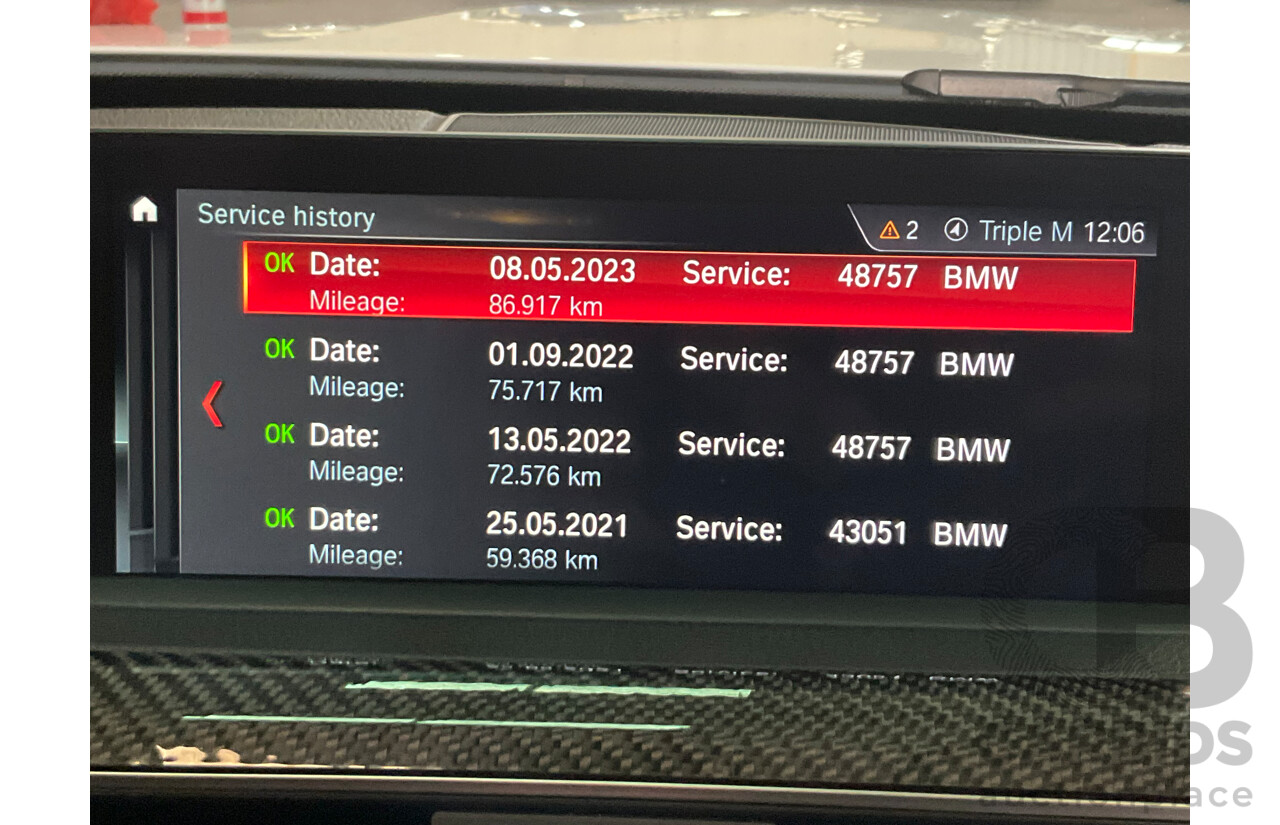 Service history
2 Triple M 12:06
OK Date: 08.05.2023 Service: 48757 BMW
Mileage: 86.917 km
OK Date: 01.09.2022 Service: 48757 BMW
Mileage: 75.717 km
OK Date: 13.05.2022 Service: 48757 BMW
Mileage: 72.576 km
OK Date: 25.05.2021 Service: 43051 BMW
Mileage: 59.368 km